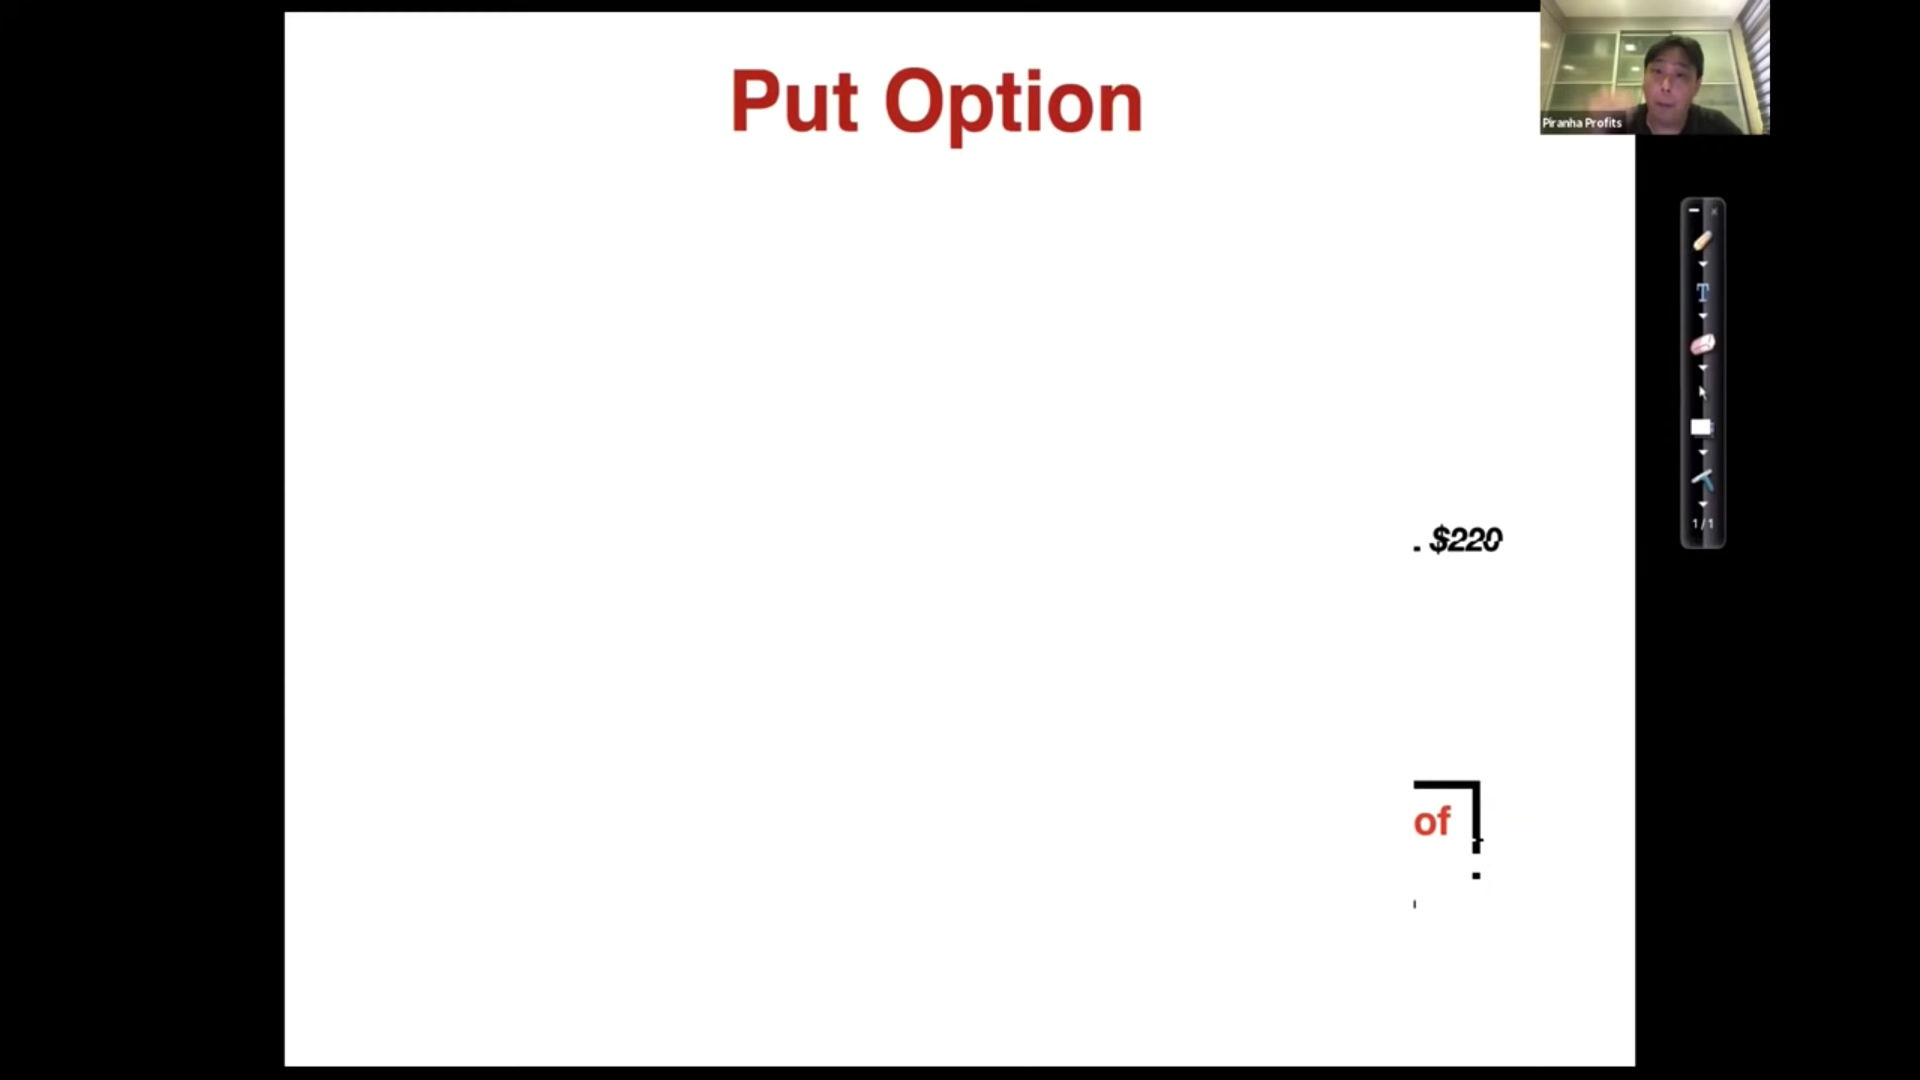 Put Option
Piranha Profits
T
. $220
1/1
of